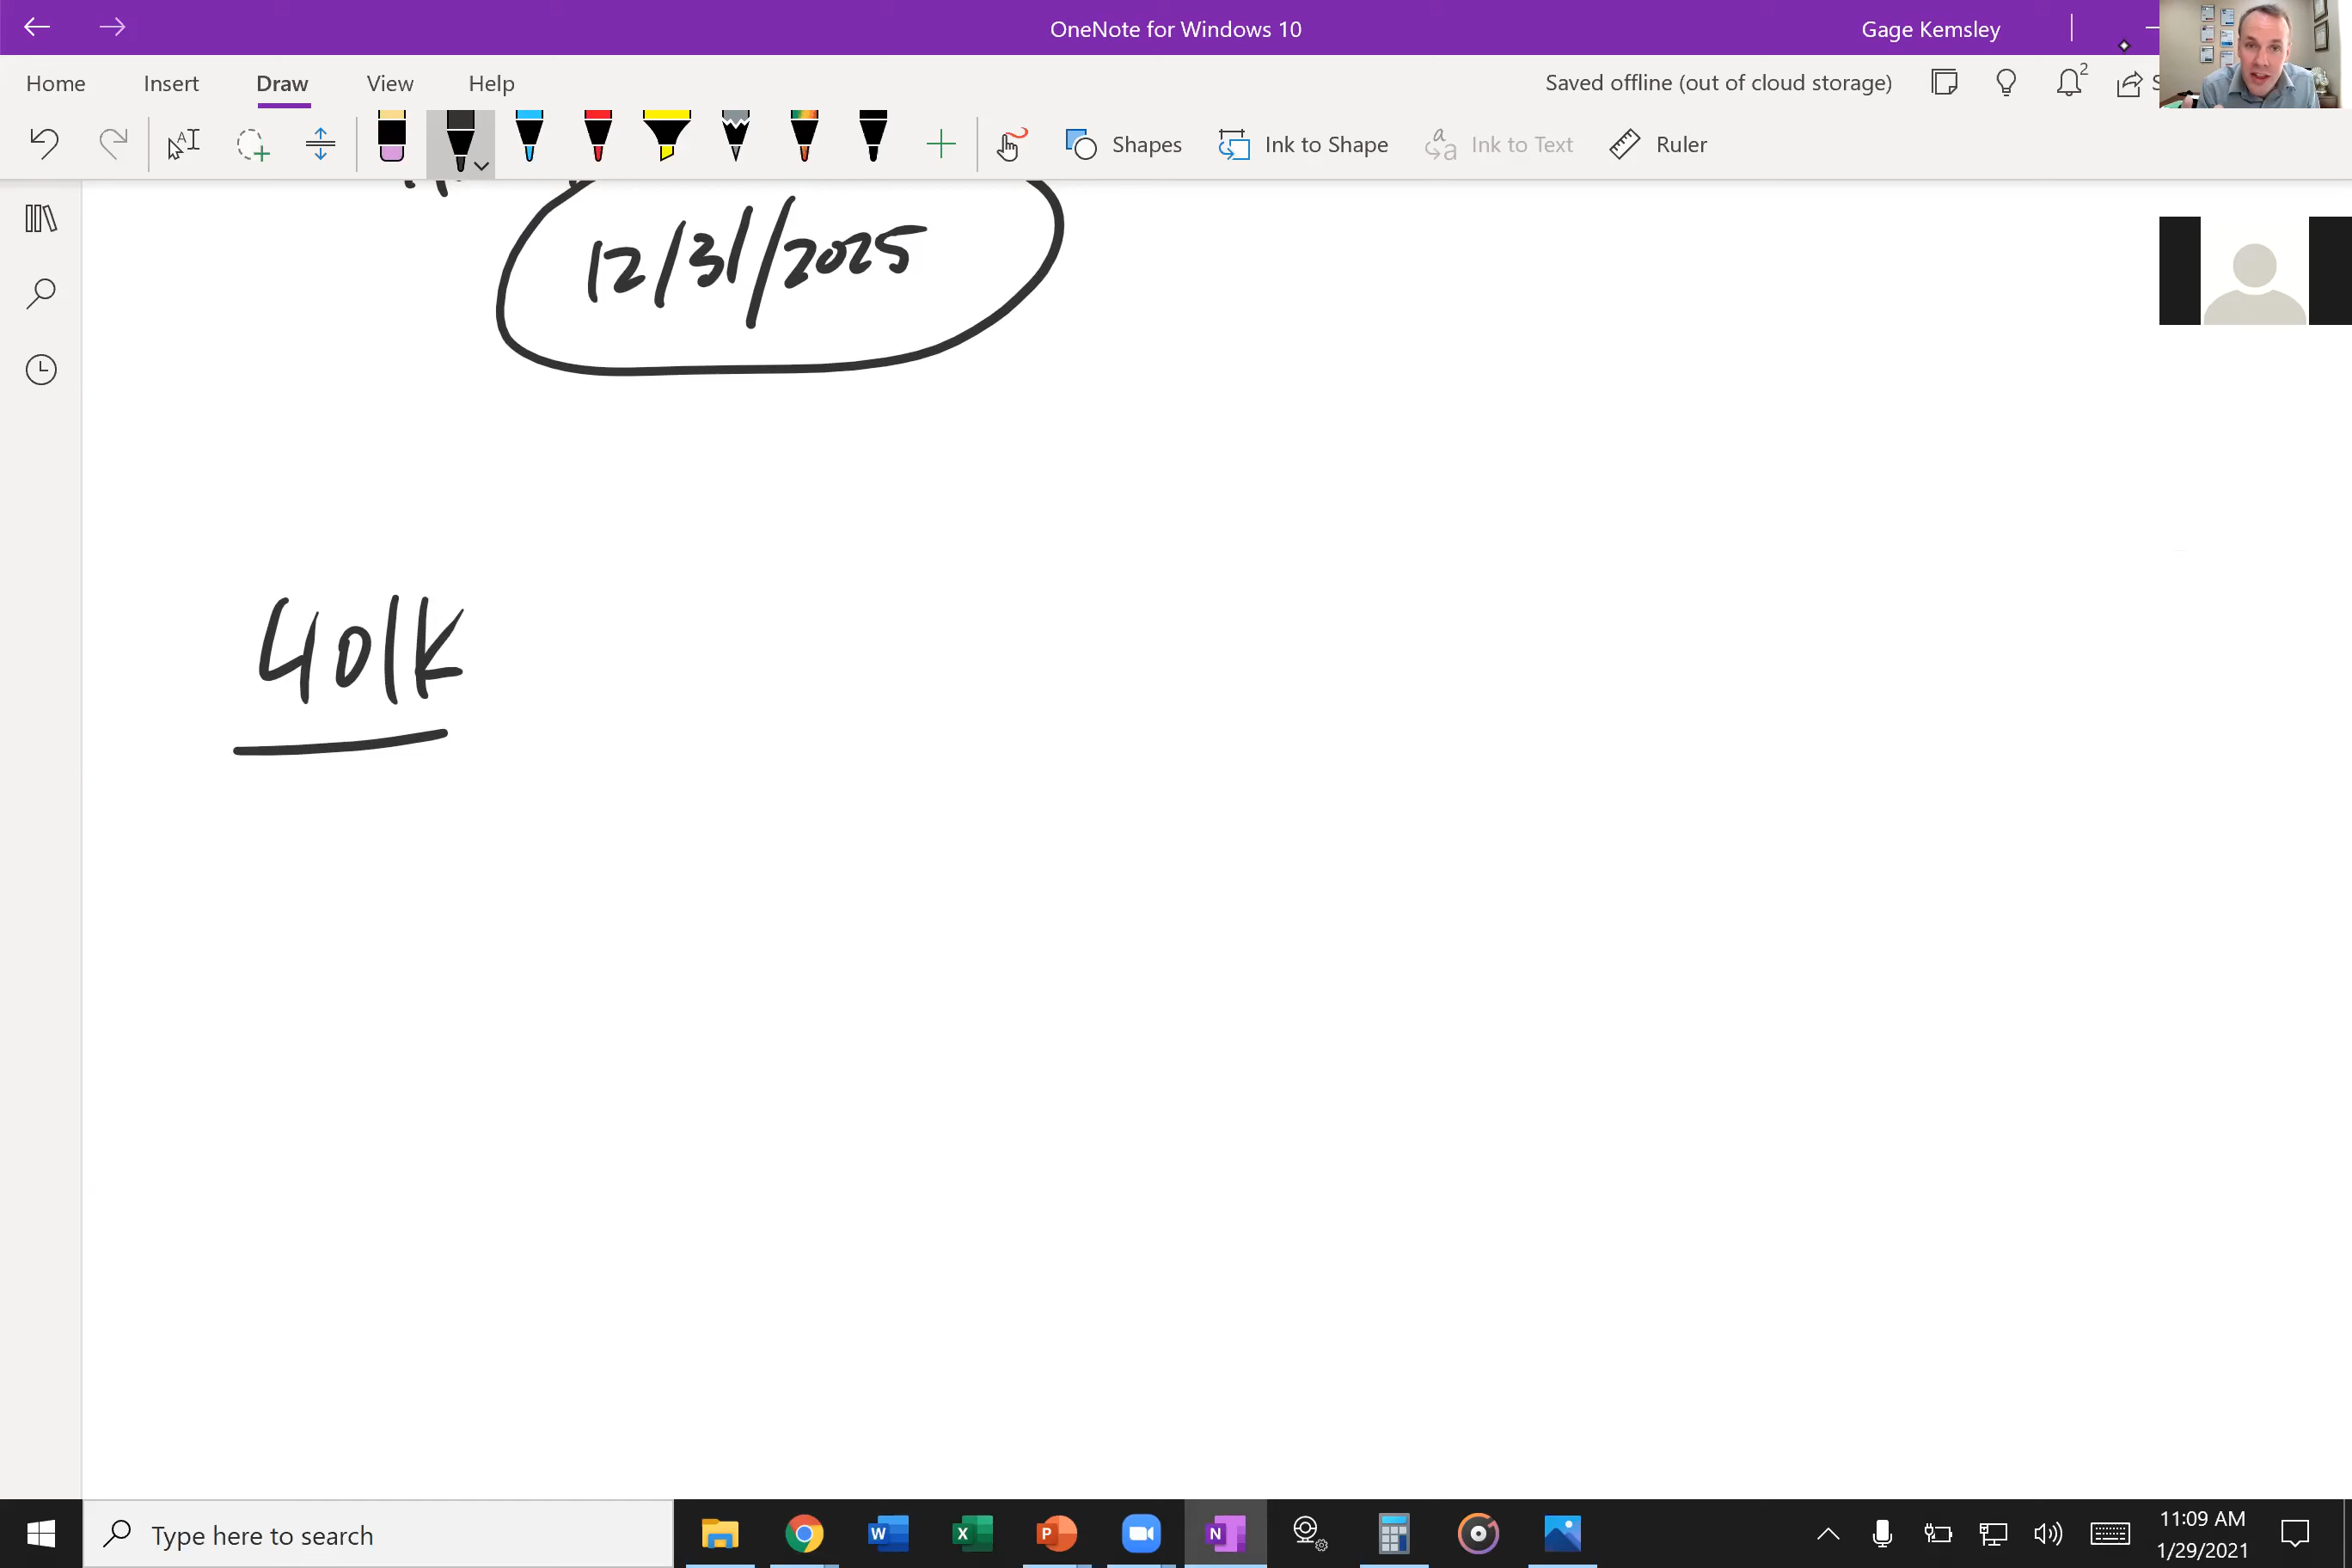 OneNote for Windows 10
Gage Kemsley
Home Insert Draw View Help
Saved offline (out of cloud storage)
2
Shapes
Ink to Shape
Ink to Text
Ruler
12/31/2025
401k
Type here to search
11:09 AM
1/29/2021